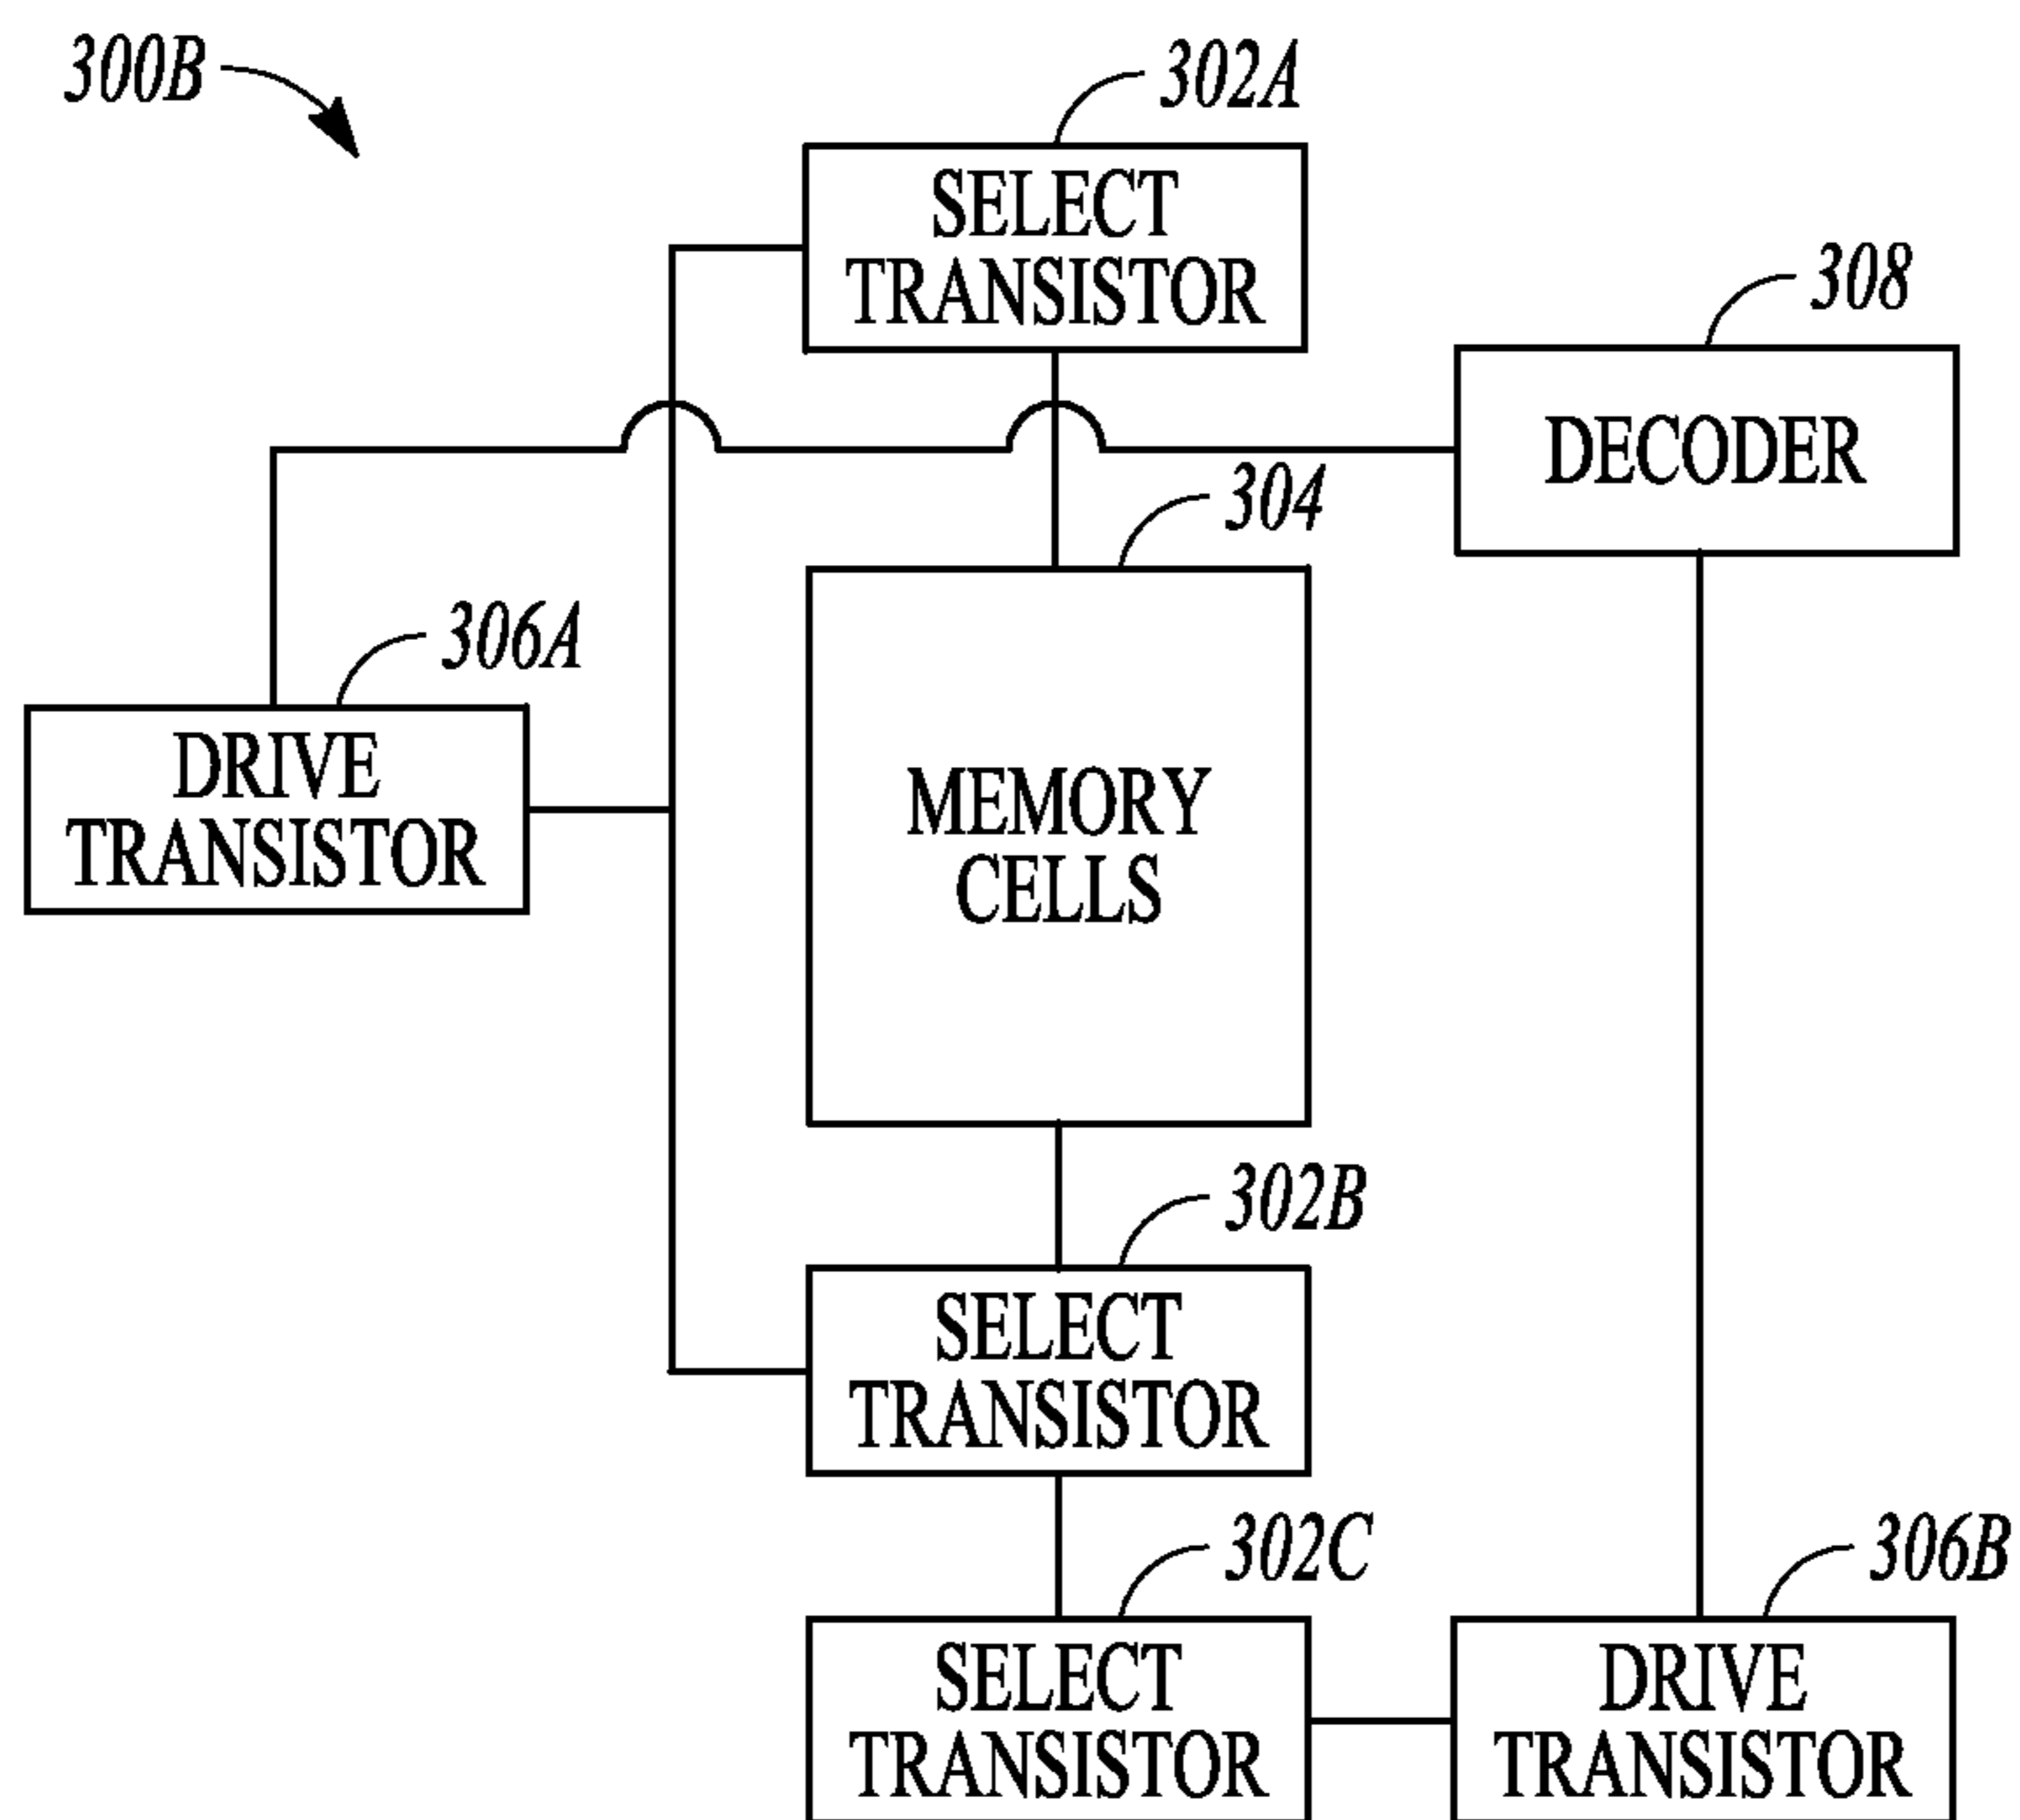 300B
302A
SELECT
TRANSISTOR
308
DECODER
304
MEMORY
CELLS
306A
DRIVE
TRANSISTOR
302B
SELECT
TRANSISTOR
302C
SELECT
TRANSISTOR
306B
DRIVE
TRANSISTOR